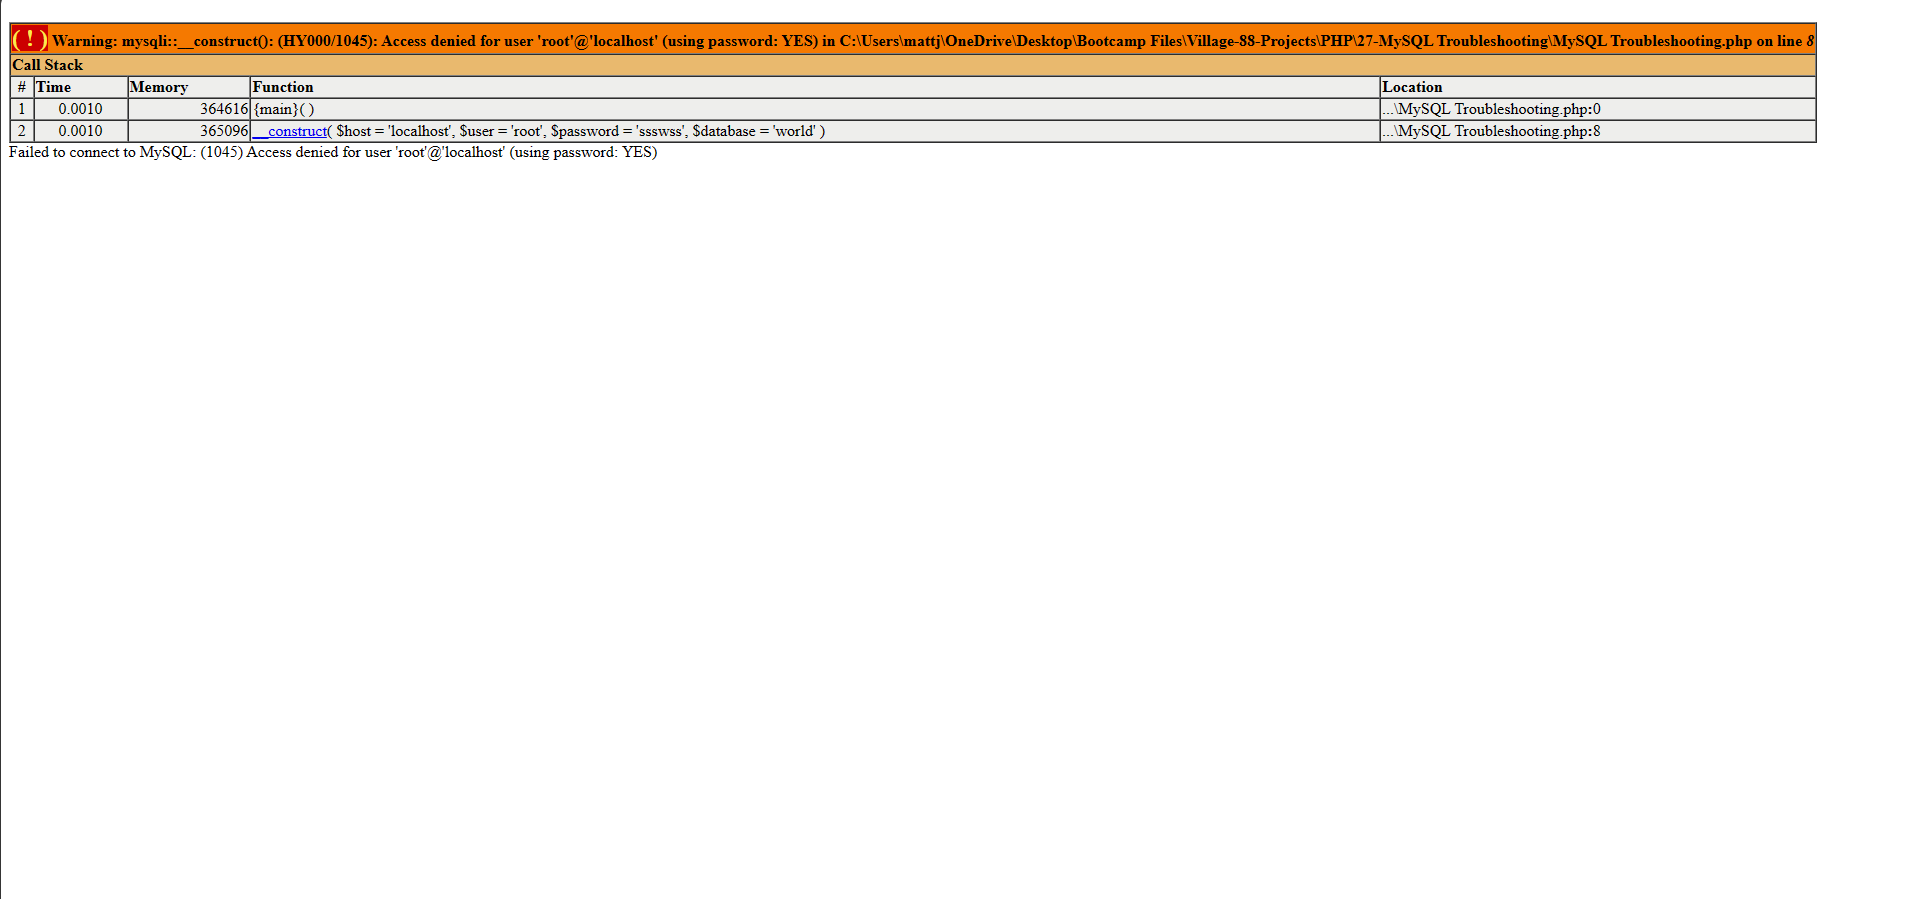 ( ! ) Warning: mysqli::__construct(): (HY000/1045): Access denied for user 'root'@'localhost' (using password: YES) in C:\Users\mattj\OneDrive\Desktop\Bootcamp Files\Village-88-Projects\PHP\27-MySQL Troubleshooting\MySQL Troubleshooting.php on line 8
Call Stack
# Time Memory Function Location
1 0.0010 364616 {main}( ) ...\MySQL Troubleshooting.php:0
2 0.0010 365096 __construct( $host = 'localhost', $user = 'root', $password = 'ssswss', $database = 'world' ) ...\MySQL Troubleshooting.php:8
Failed to connect to MySQL: (1045) Access denied for user 'root'@'localhost' (using password: YES)